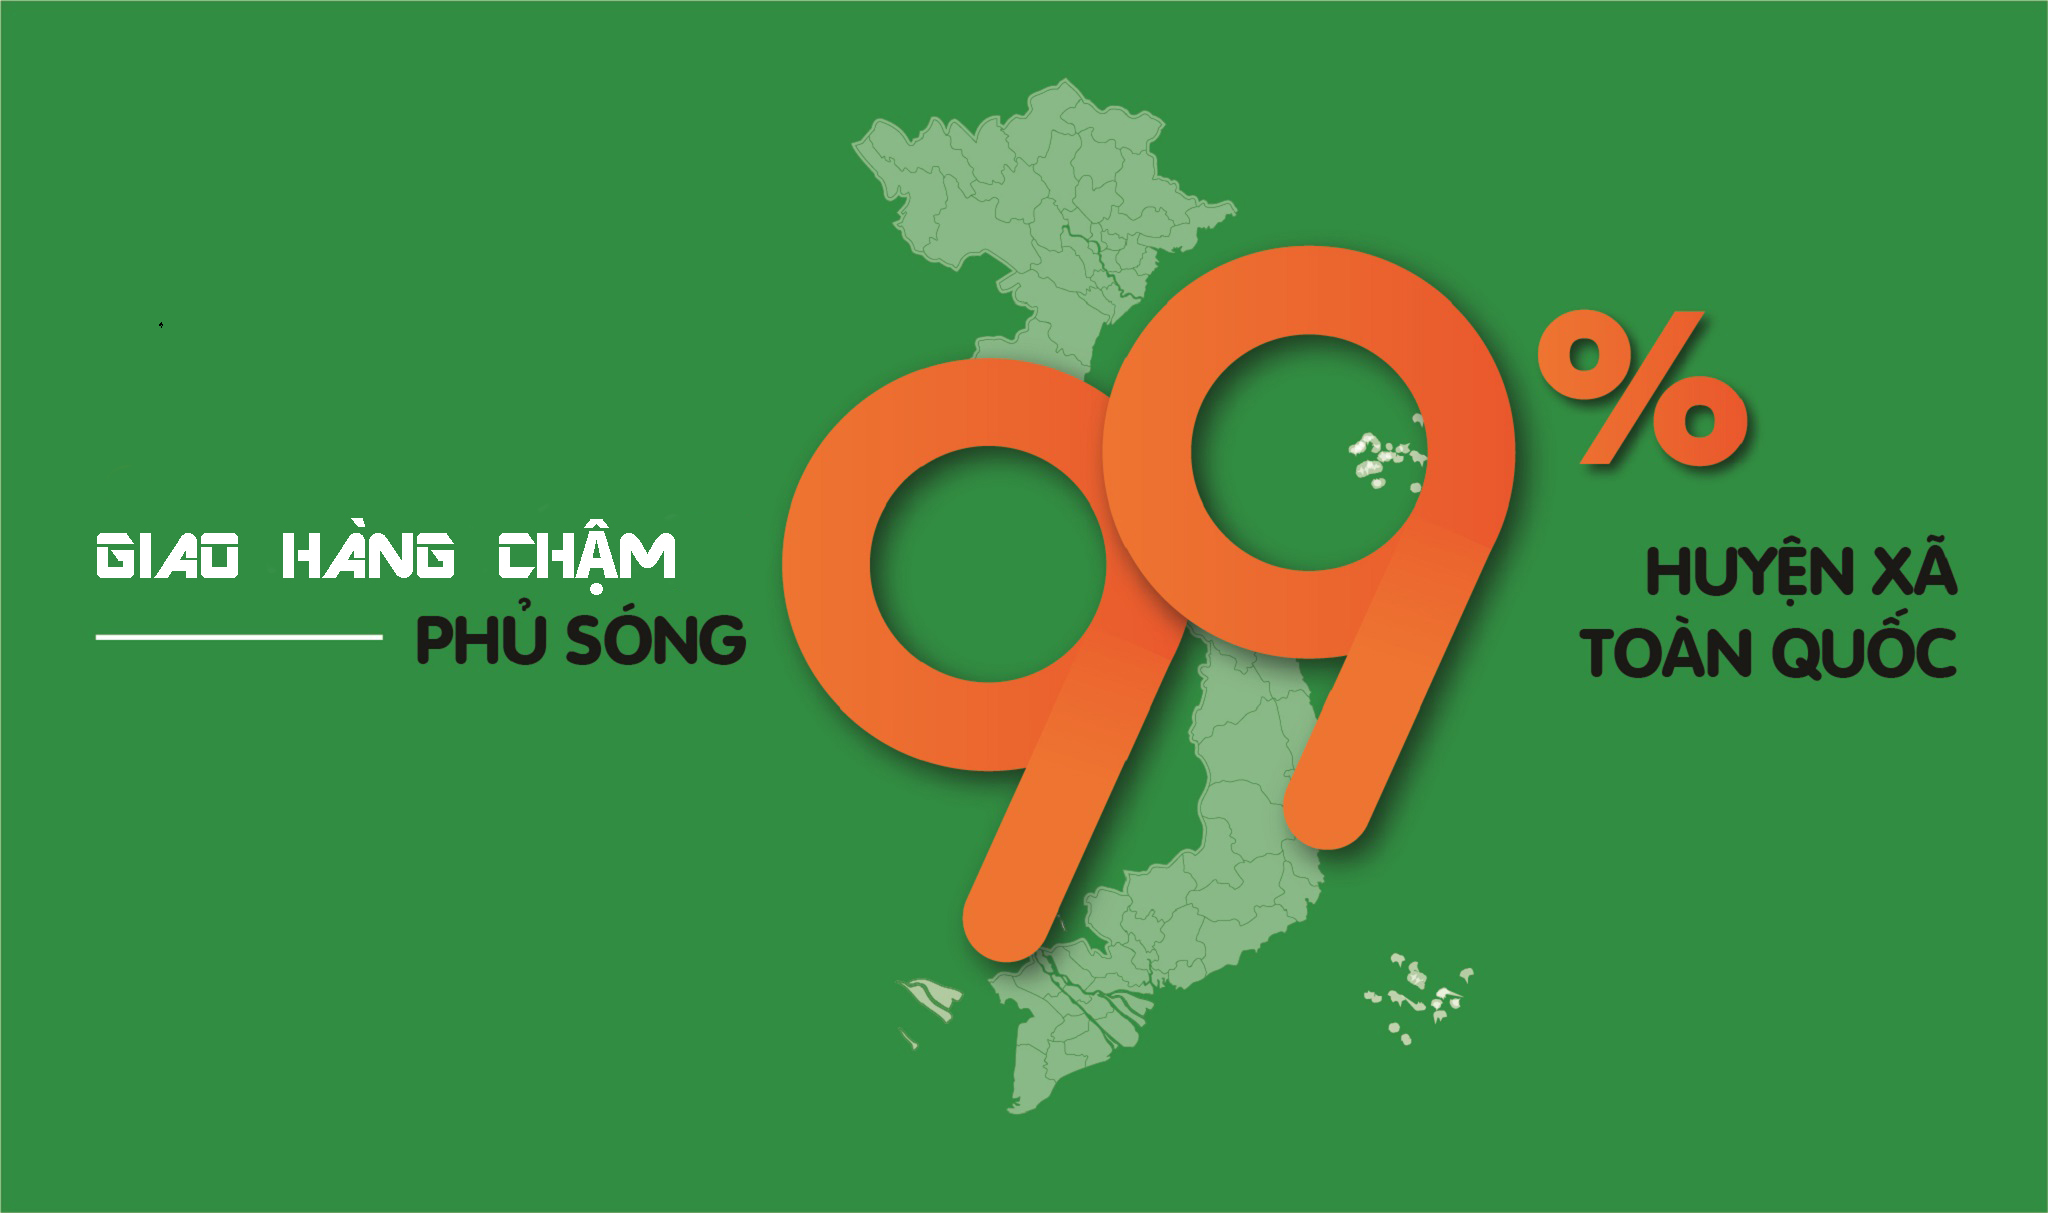 GIAO HÀNG CHẬM
PHỦ SÓNG
99%
HUYỆN XÃ
TOÀN QUỐC